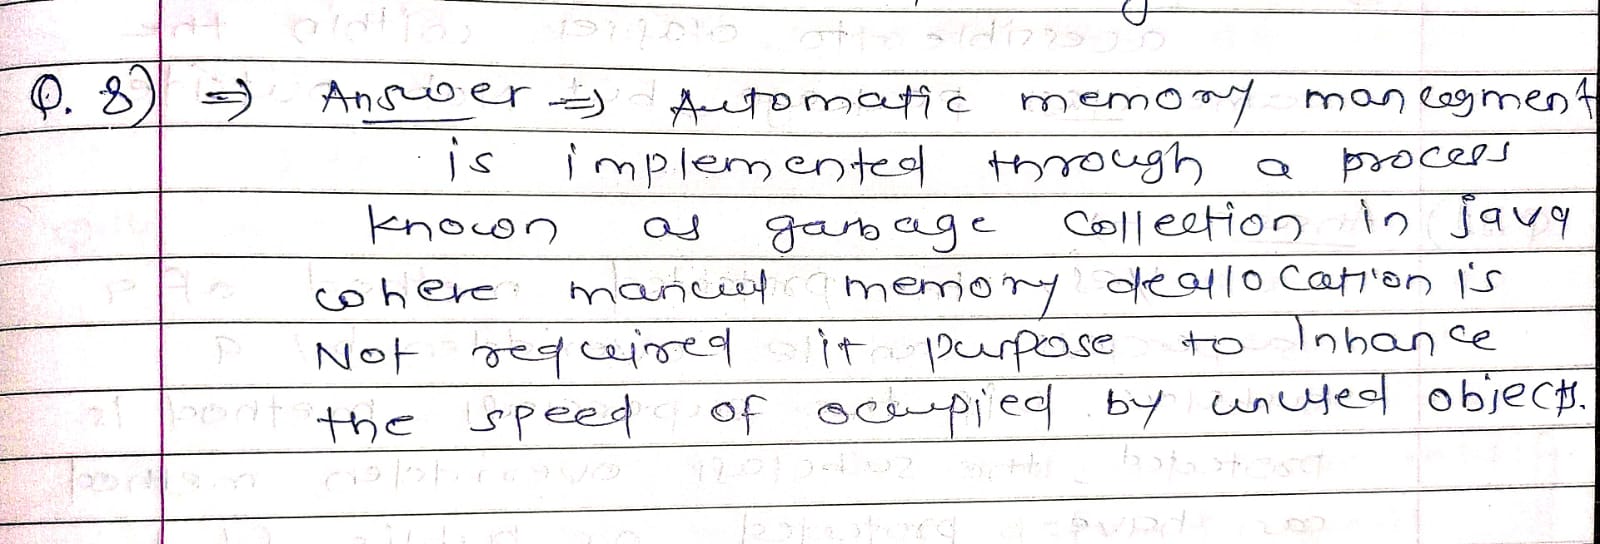 Q. 8) ⇒ Answer ⇒ Automatic memory manegment
is implemented through a process
known as garbage collection in java
where manual memory deallocation is
Not required it purpose to Inhance
the speed of occupied by unused objects.